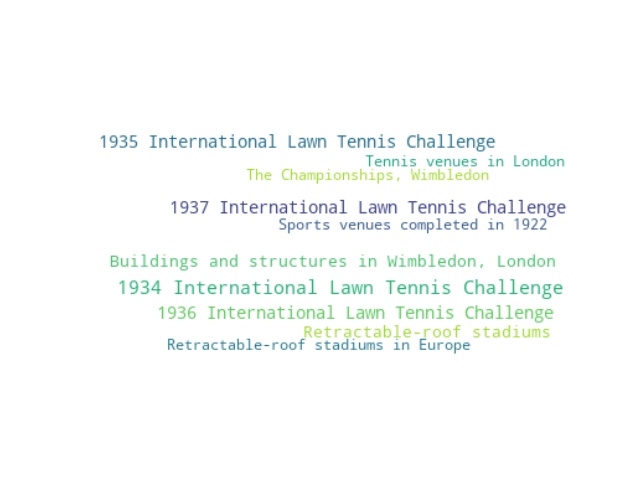 1935 International Lawn Tennis Challenge
Tennis venues in London
The Championships, Wimbledon
1937 International Lawn Tennis Challenge
Sports venues completed in 1922
Buildings and structures in Wimbledon, London
1934 International Lawn Tennis Challenge
1936 International Lawn Tennis Challenge
Retractable-roof stadiums
Retractable-roof stadiums in Europe